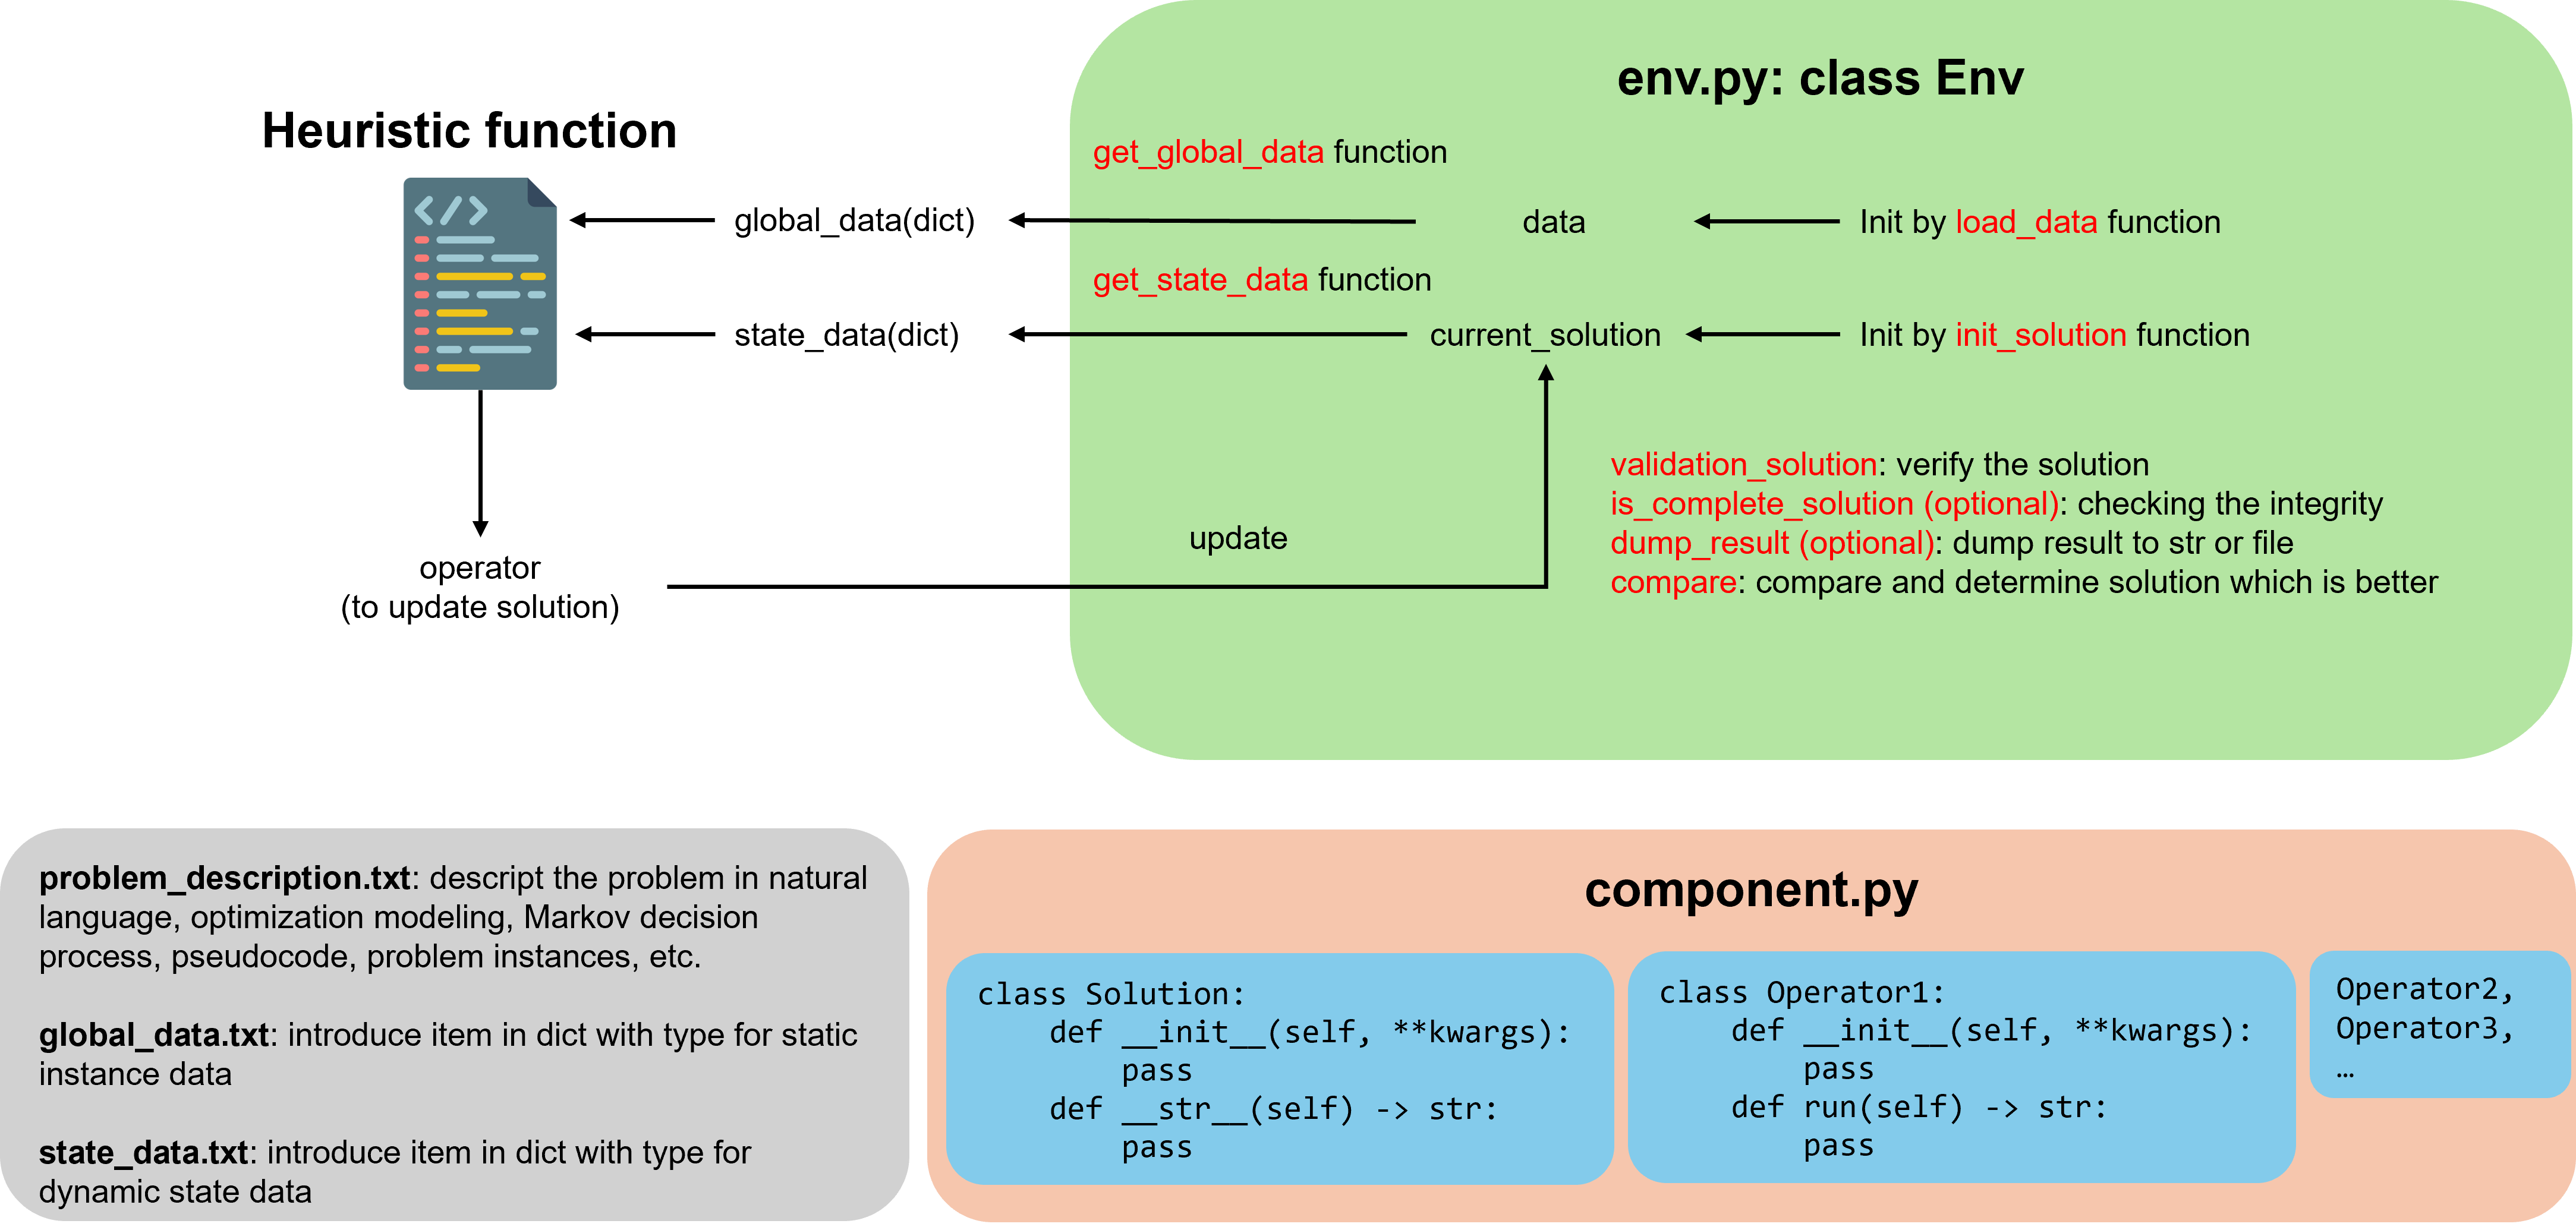 env.py: class Env
Heuristic function
get_global_data function
global_data(dict)
data
Init by load_data function
get_state_data function
state_data(dict)
current_solution
Init by init_solution function
validation_solution: verify the solution
is_complete_solution (optional): checking the integrity
dump_result (optional): dump result to str or file
compare: compare and determine solution which is better
update
operator
(to update solution)
problem_description.txt: descript the problem in natural
language, optimization modeling, Markov decision
process, pseudocode, problem instances, etc.
global_data.txt: introduce item in dict with type for static
instance data
state_data.txt: introduce item in dict with type for
dynamic state data
component.py
class Solution:
    def __init__(self, **kwargs):
        pass
    def __str__(self) -> str:
        pass
class Operator1:
    def __init__(self, **kwargs):
        pass
    def run(self) -> str:
        pass
Operator2,
Operator3,
…